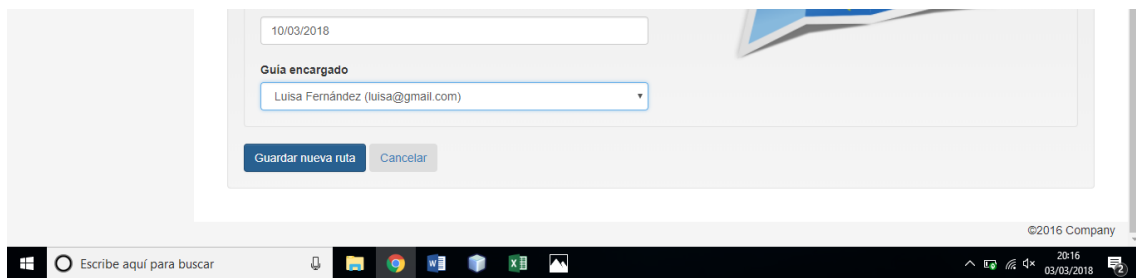 10/03/2018
Guía encargado
Luisa Fernández (luisa@gmail.com)
Guardar nueva ruta Cancelar
©2016 Company
Escribe aquí para buscar
20:16
03/03/2018
2